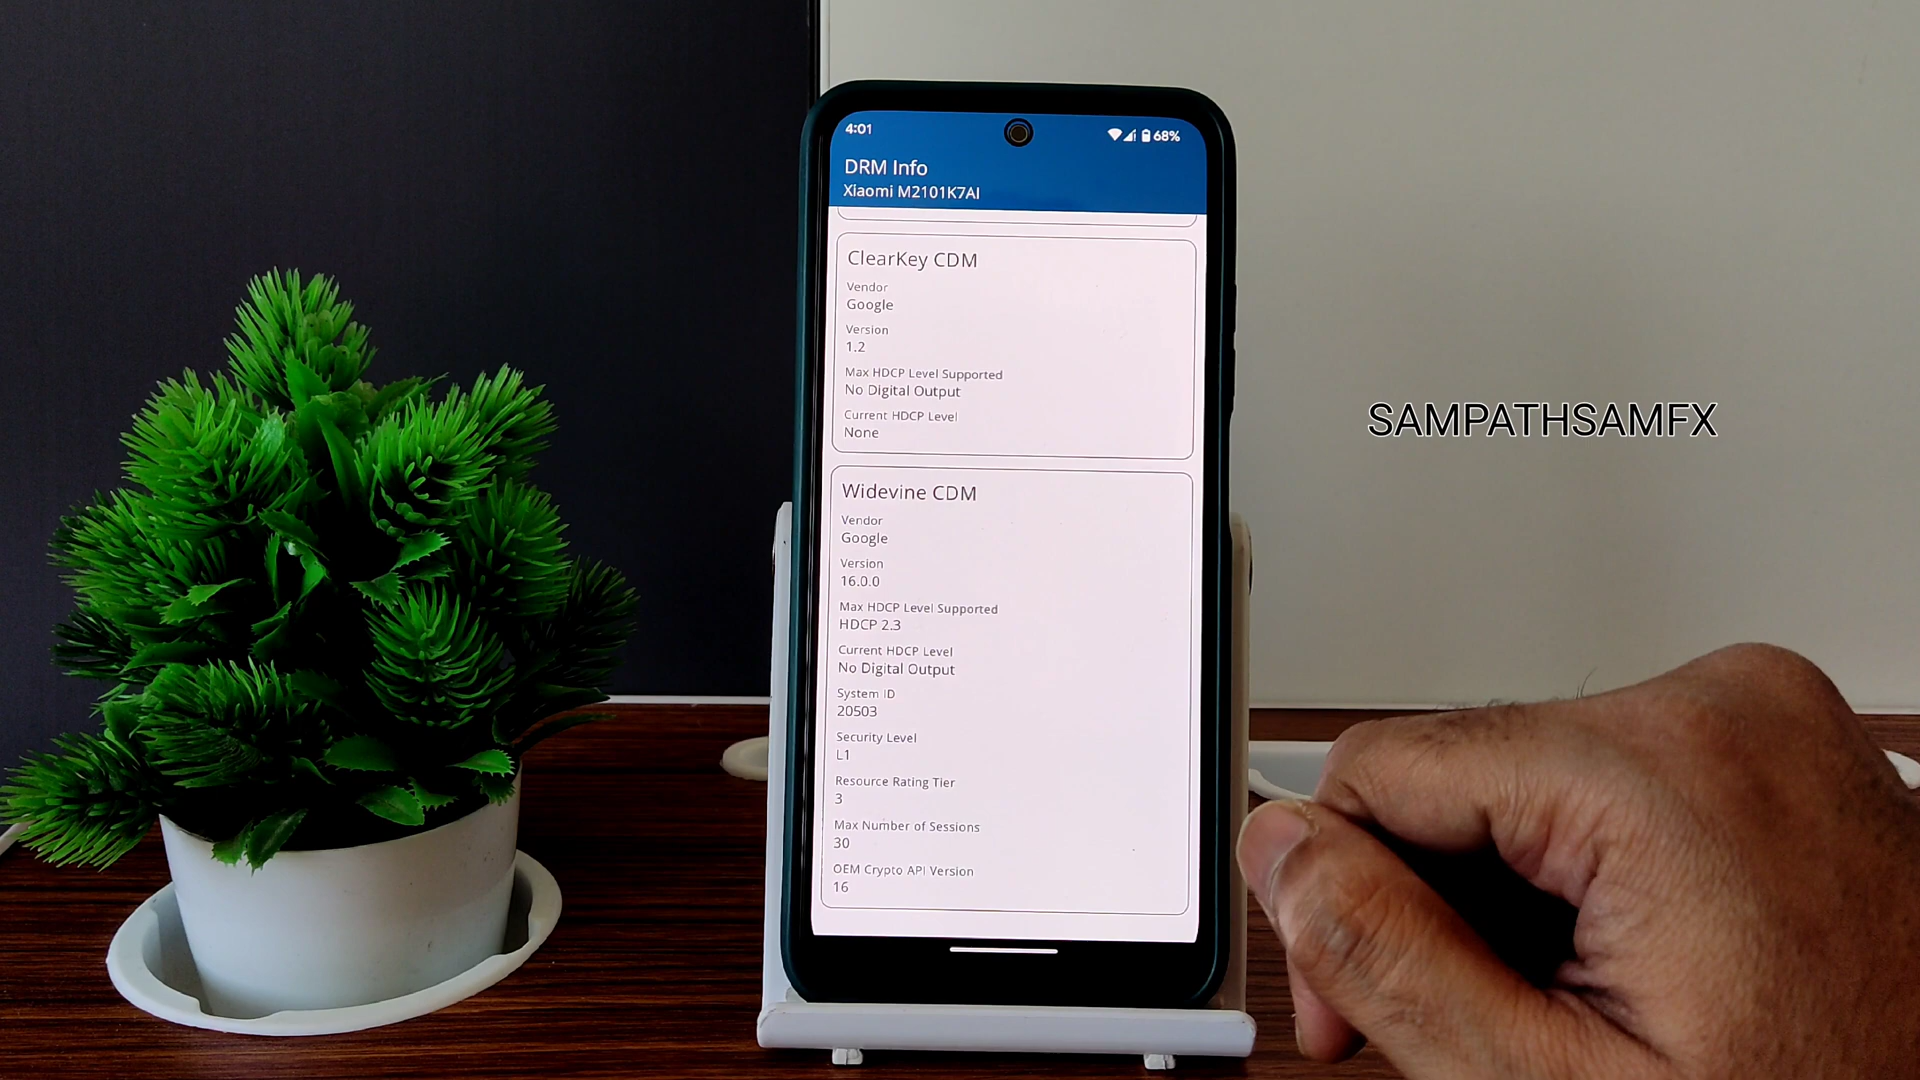 4:01
68%
DRM Info
Xiaomi M2101K7AI
ClearKey CDM
Vendor
Google
Version
1.2
Max HDCP Level Supported
No Digital Output
Current HDCP Level
None
Widevine CDM
Vendor
Google
Version
16.0.0
Max HDCP Level Supported
HDCP 2.3
Current HDCP Level
No Digital Output
System ID
20503
Security Level
L1
Resource Rating Tier
3
Max Number of Sessions
30
OEM Crypto API Version
16
SAMPATHSAMFX